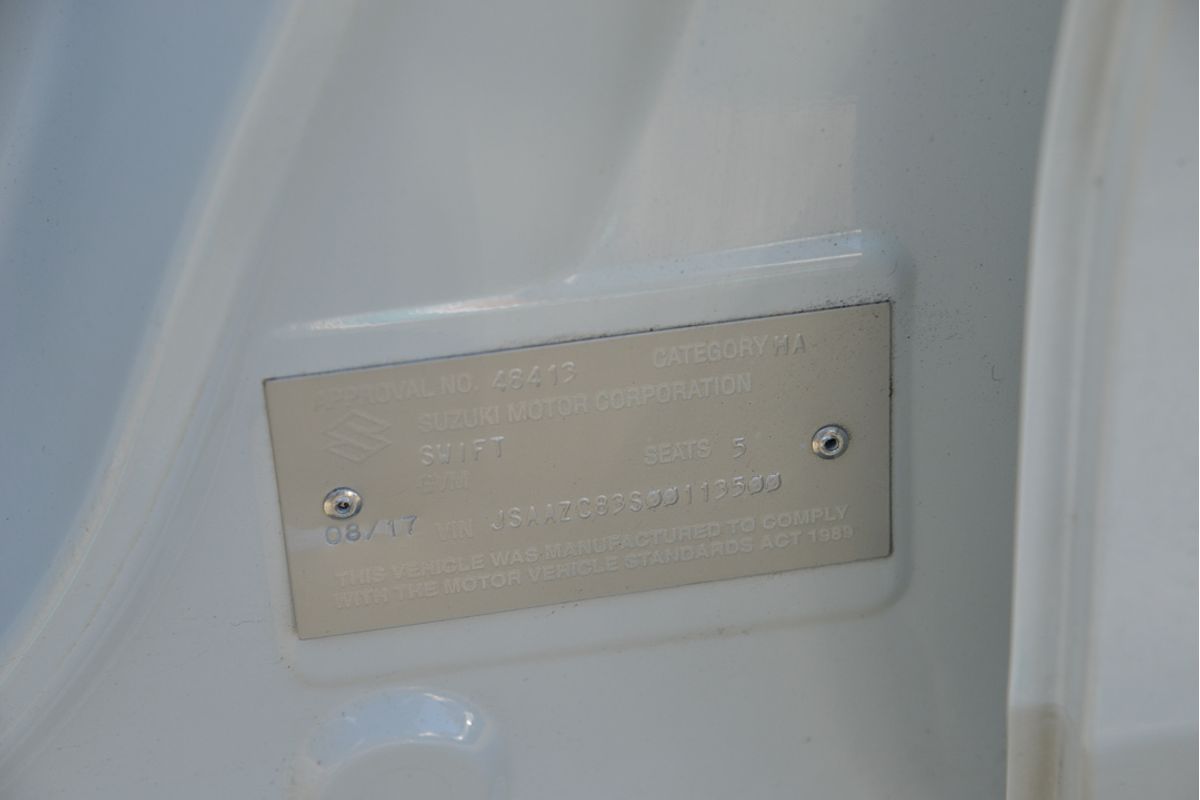 APPROVAL NO. 48413 CATEGORY MA
SUZUKI MOTOR CORPORATION
SWIFT SEATS 5
GVM
08/17 VIN JSAAZC83S00113500
THIS VEHICLE WAS MANUFACTURED TO COMPLY
WITH THE MOTOR VEHICLE STANDARDS ACT 1989